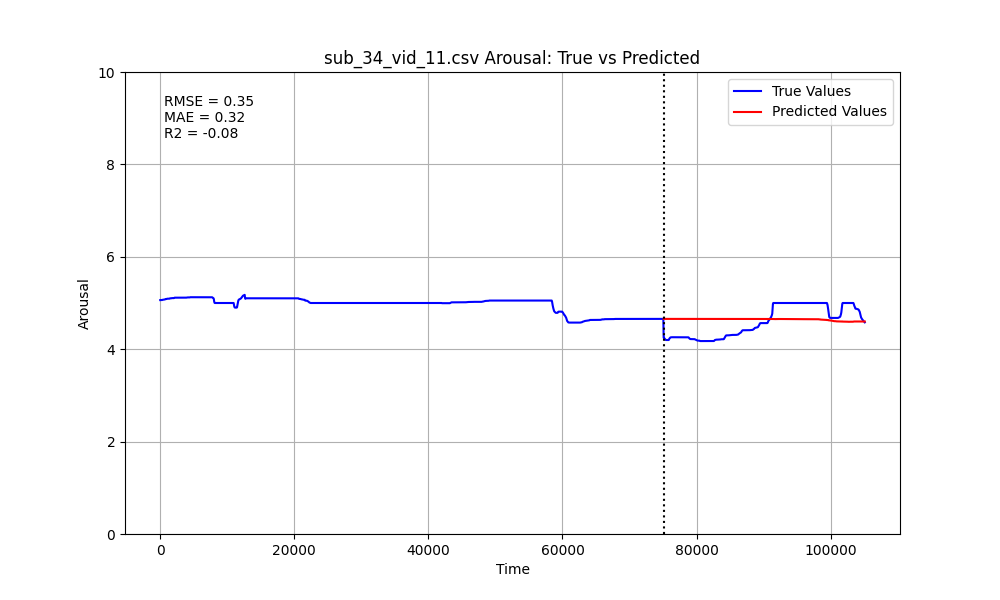 sub_34_vid_11.csv Arousal: True vs Predicted
RMSE = 0.35
MAE = 0.32
R2 = -0.08
True Values
Predicted Values
10
8
6
4
2
0
Arousal
0
20000
40000
60000
80000
100000
Time